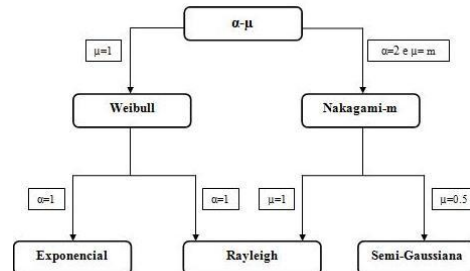 α-μ
μ=1
α=2 e μ= m
Weibull
Nakagami-m
α=1
α=1
μ=1
μ=0.5
Exponencial
Rayleigh
Semi-Gaussiana